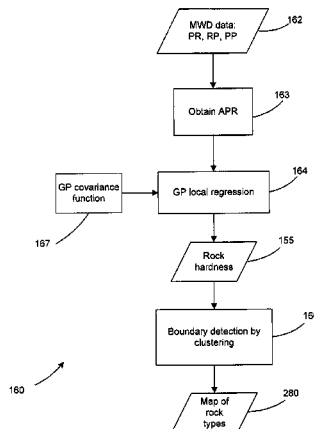 MWD data:
PR, RP, PP
162
Obtain APR
163
GP covariance
function
167
GP local regression
164
Rock
hardness
155
Boundary detection by
clustering
160
Map of
rock
types
280